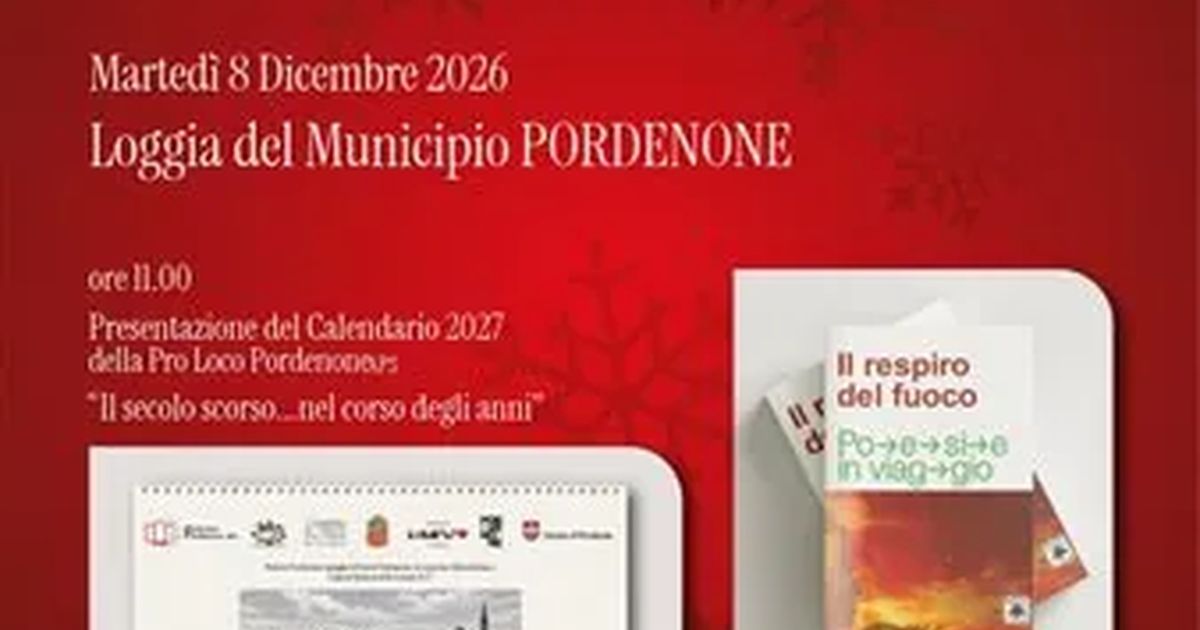 Martedì 8 Dicembre 2026
Loggia del Municipio PORDENONE
ore 11.00
Presentazione del Calendario 2027
della Pro Loco Pordenone
"Il secolo scorso...nel corso degli anni"
Il respiro
del fuoco
Po→e→si→e
in viag→gio